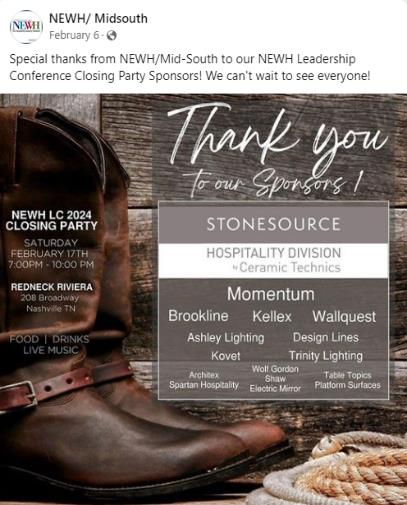 NEWH
NEWH/ Midsouth
February 6 ·
Special thanks from NEWH/Mid-South to our NEWH Leadership
Conference Closing Party Sponsors! We can't wait to see everyone!
Thank you
to our Sponsors !
NEWH LC 2024
CLOSING PARTY
SATURDAY
FEBRUARY 17TH
7:00PM - 10:00 PM
REDNECK RIVIERA
208 Broadway
Nashville TN
FOOD | DRINKS
LIVE MUSIC
STONESOURCE
HOSPITALITY DIVISION
by Ceramic Technics
Momentum
Brookline Kellex Wallquest
Ashley Lighting Design Lines
Kovet Trinity Lighting
Architex Wolf Gordon Table Topics
Spartan Hospitality Shaw Platform Surfaces
Electric Mirror